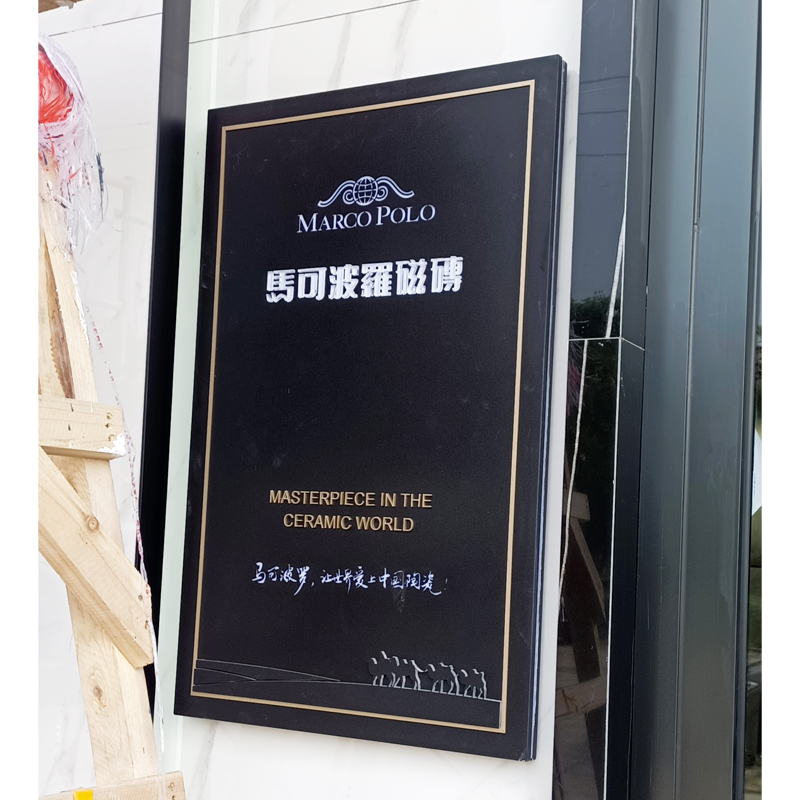 MARCO POLO
馬可波羅磁磚
MASTERPIECE IN THE
CERAMIC WORLD
马可波罗，让世界爱上中国陶瓷！